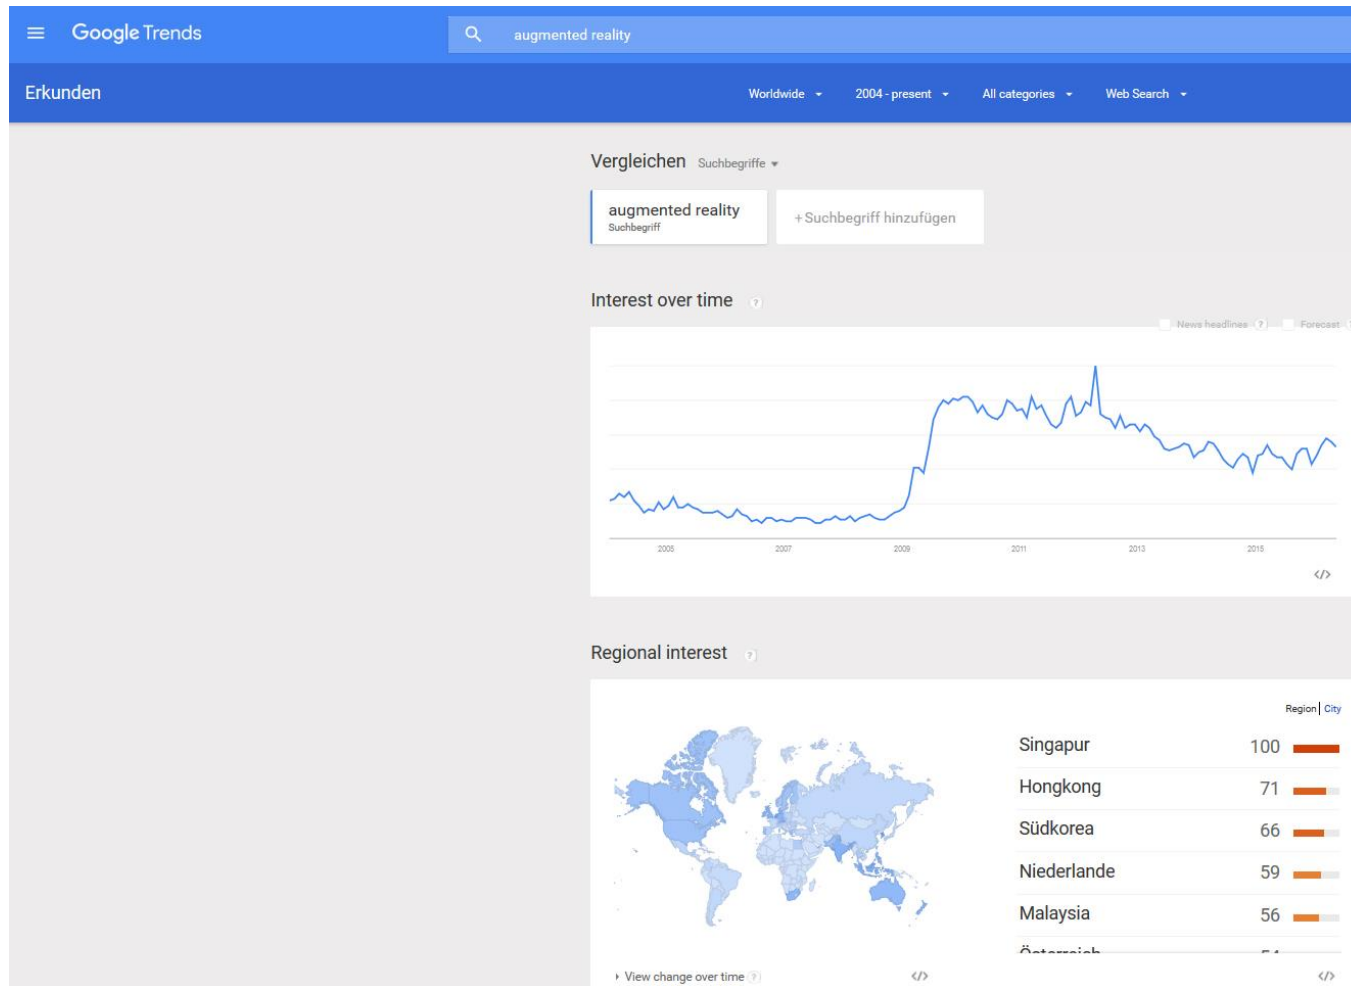 Google Trends
augmented reality
Erkunden
Worldwide
2004 - present
All categories
Web Search
Vergleichen Suchbegriffe
augmented reality
Suchbegriff
+ Suchbegriff hinzufügen
Interest over time ?
News headlines ? Forecast
2005 2007 2009 2011 2013 2015
</>
Regional interest ?
Region | City
Singapur 100
Hongkong 71
Südkorea 66
Niederlande 59
Malaysia 56
View change over time ?
</>
</>